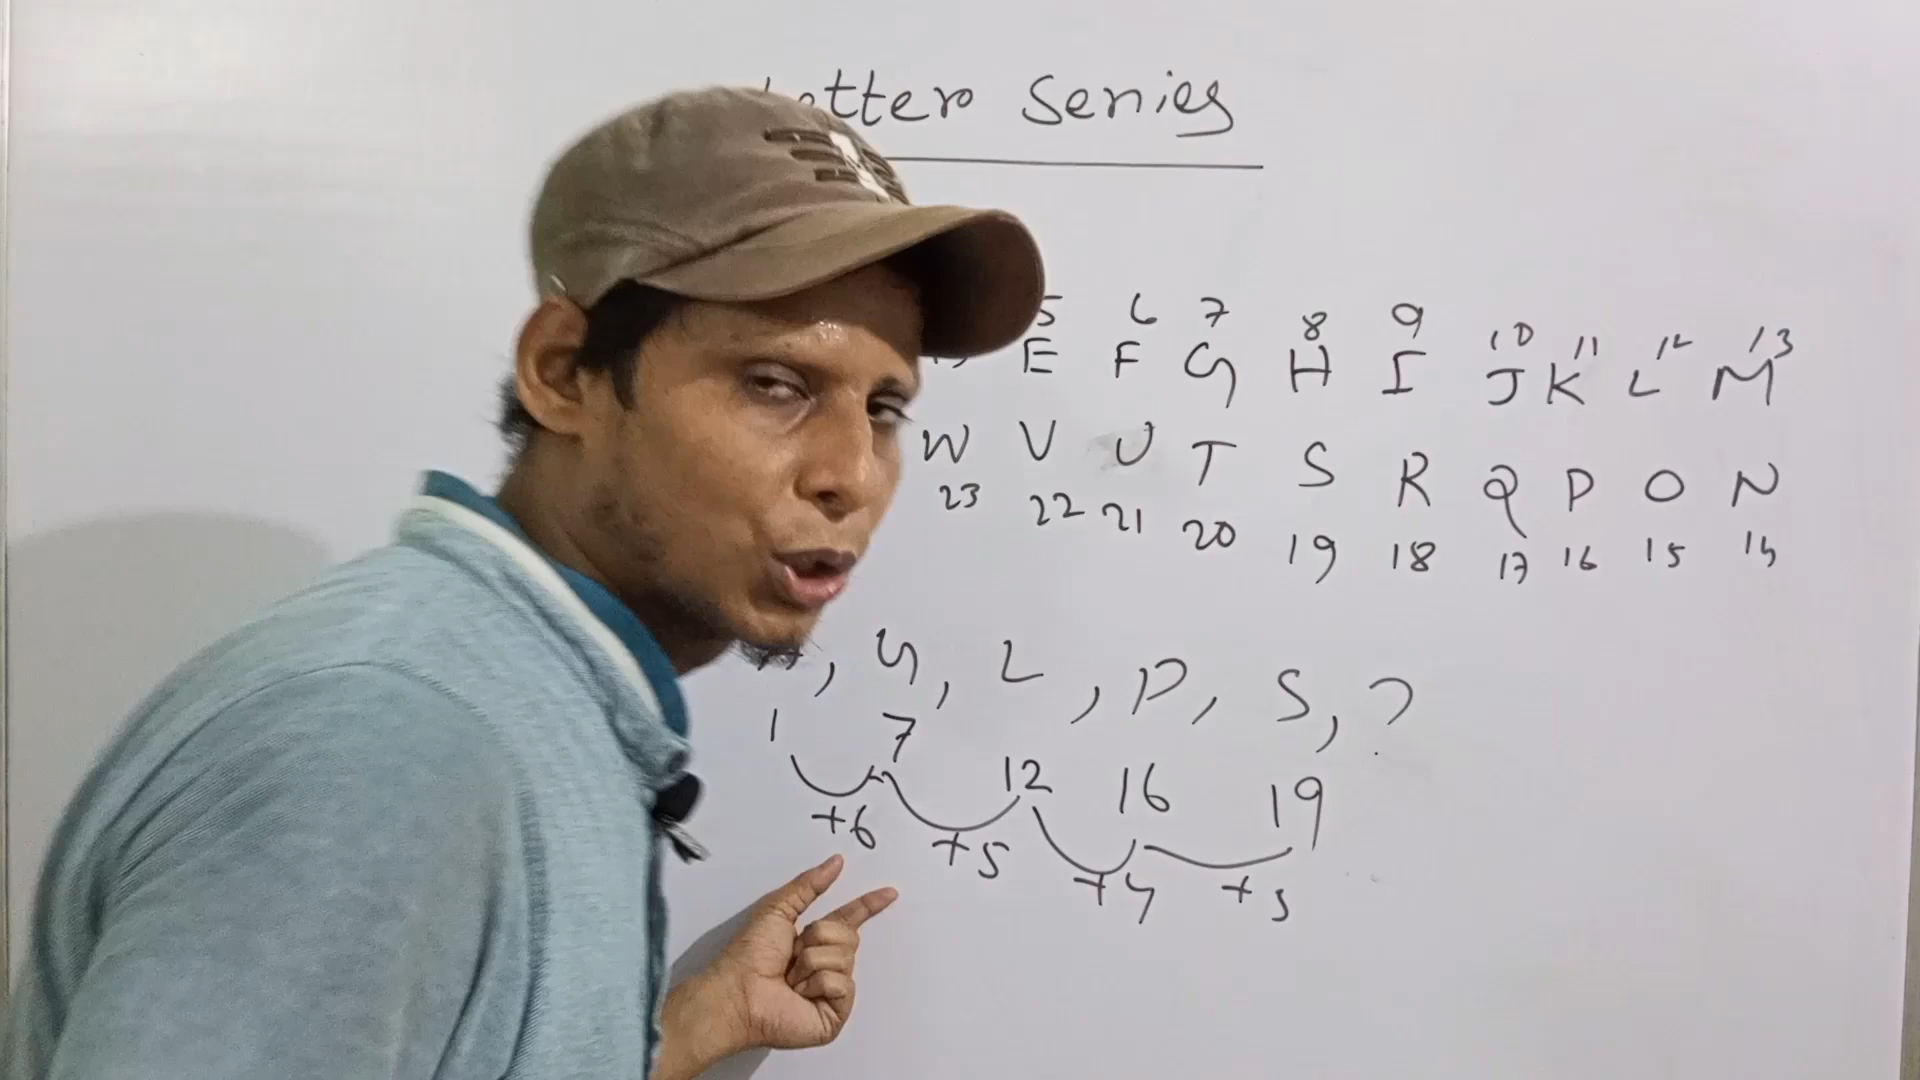 Letter Series
5 6 7 8 9 10 11 12 13
E F G H I J K L M
W V U T S R Q P O N
23 22 21 20 19 18 17 16 15 14
A, G, L, P, S, ?
1 7 12 16 19
+6 +5 +4 +3